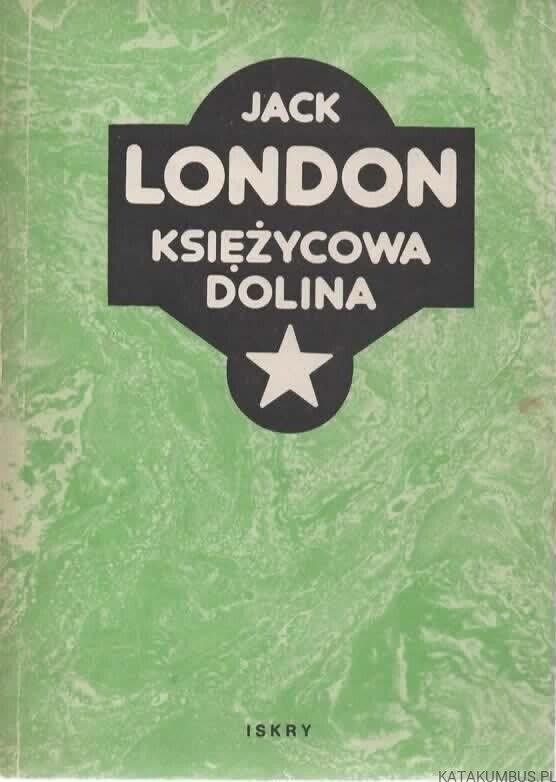 JACK
LONDON
KSIĘŻYCOWA
DOLINA
ISKRY
KATAKUMBUS.PL